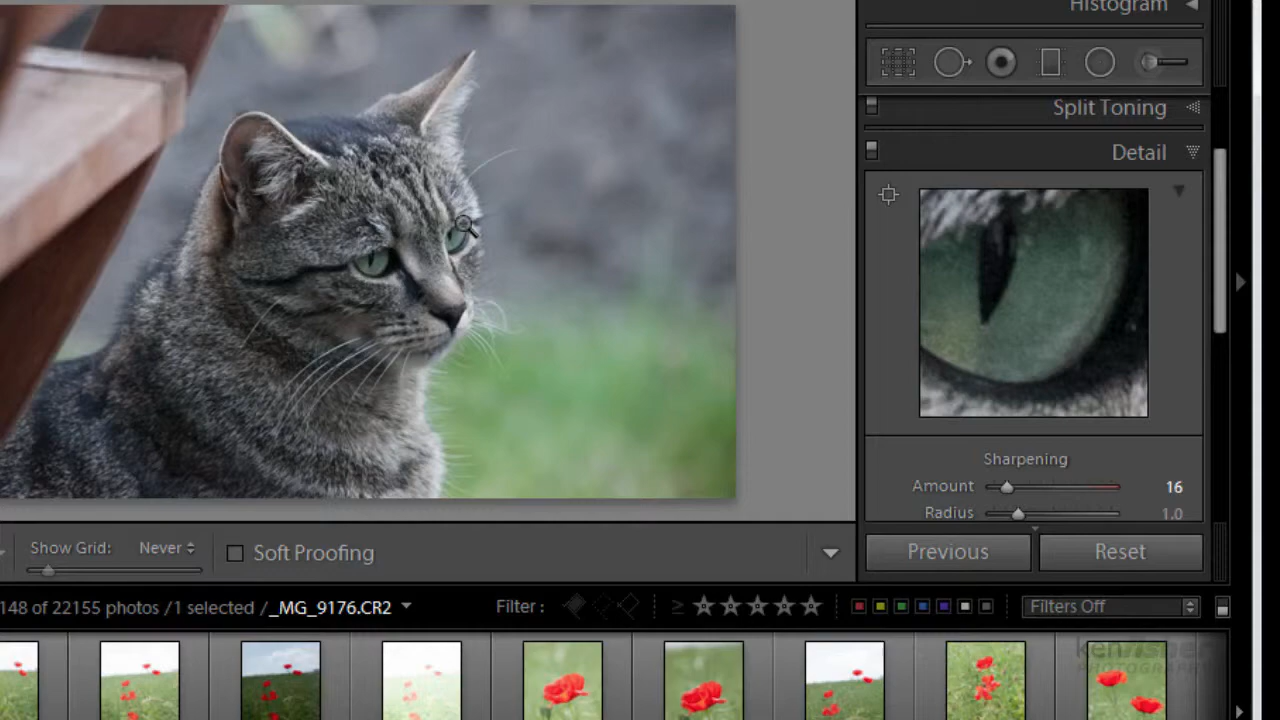 Histogram
Split Toning
Detail
Sharpening
Amount 16
Radius 1.0
Show Grid: Never
Soft Proofing
Previous
Reset
148 of 22155 photos /1 selected /_MG_9176.CR2
Filter :
≥ ★ ★ ★ ★ ★
Filters Off
PHOTOGRAPHY